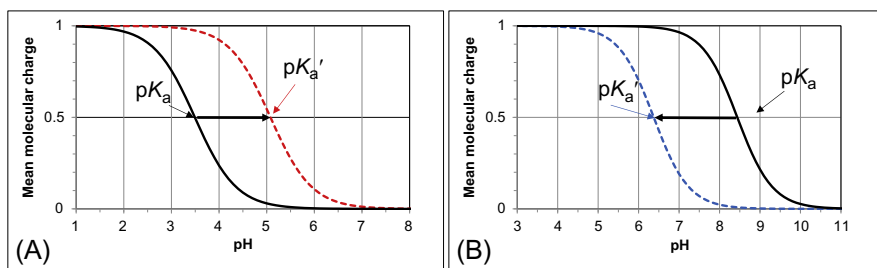 1
pKₐ′
pKₐ
0.5
Mean molecular charge
0
1 2 3 4 5 6 7 8
pH
(A)
1
pKₐ′
pKₐ
0.5
Mean molecular charge
0
3 4 5 6 7 8 9 10 11
pH
(B)